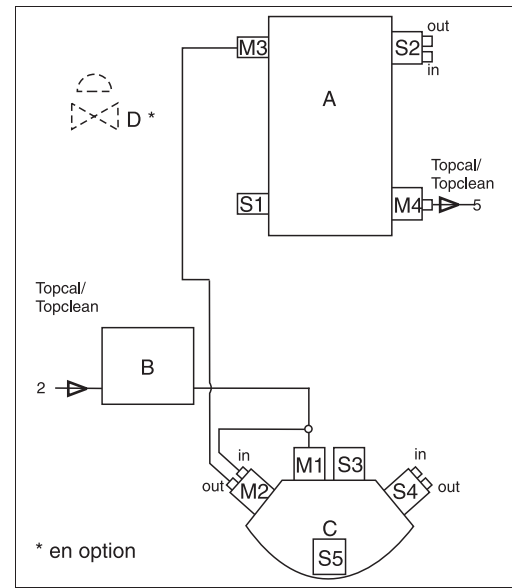 out
M3
S2
in
A
D *
Topcal/
Topclean
S1
M4
5
Topcal/
Topclean
B
2
in
M1
S3
in
out
M2
S4
out
C
S5
* en option